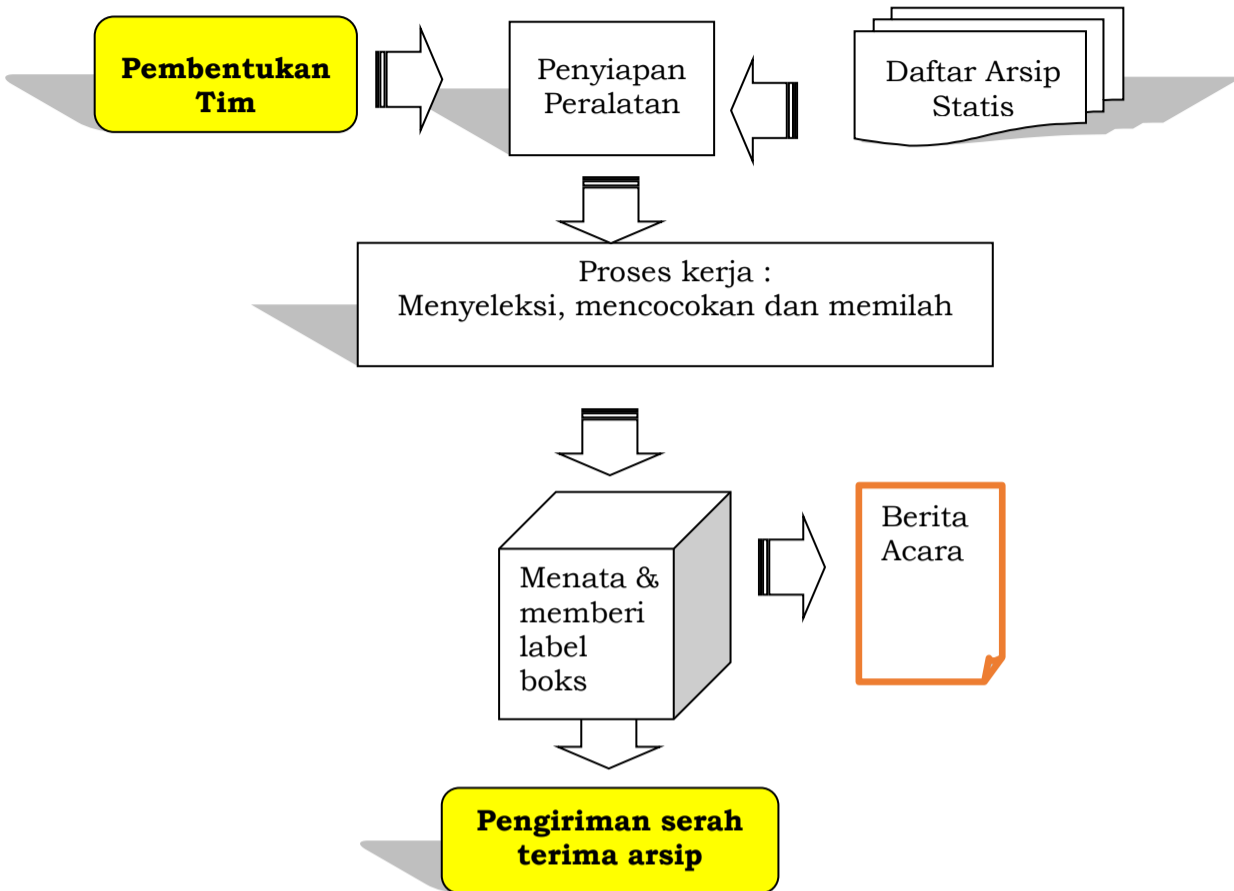 Pembentukan
Tim
Penyiapan
Peralatan
Daftar Arsip
Statis
Proses kerja :
Menyeleksi, mencocokan dan memilah
Menata &
memberi
label
boks
Berita
Acara
Pengiriman serah
terima arsip